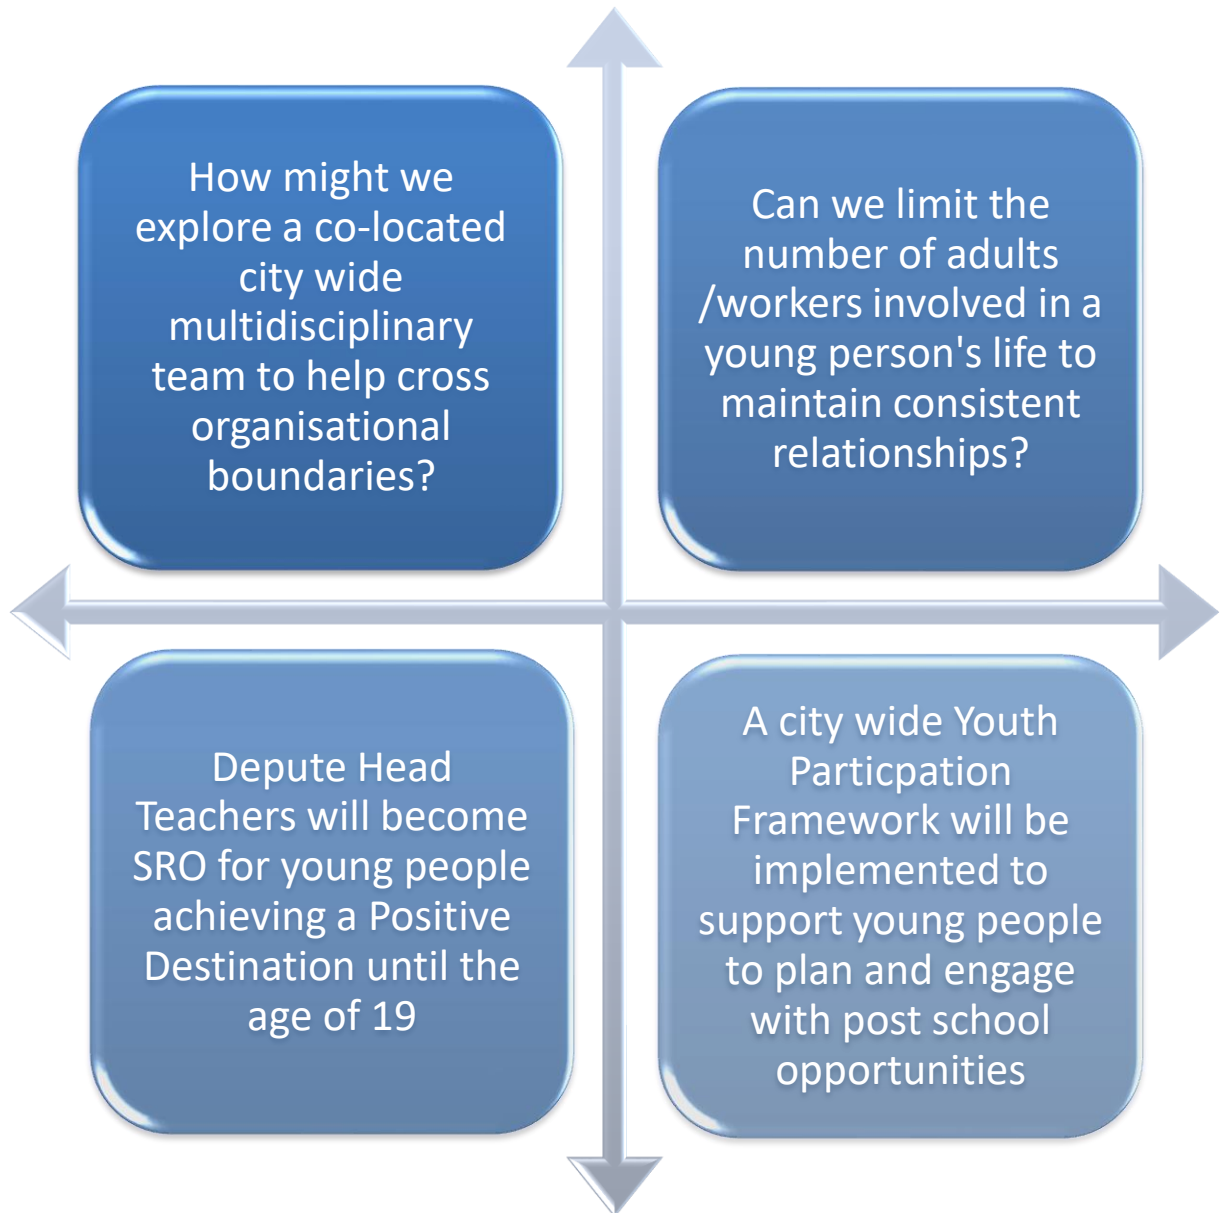 How might we
explore a co-located
city wide
multidisciplinary
team to help cross
organisational
boundaries?
Can we limit the
number of adults
/workers involved in a
young person's life to
maintain consistent
relationships?
Depute Head
Teachers will become
SRO for young people
achieving a Positive
Destination until the
age of 19
A city wide Youth
Particpation
Framework will be
implemented to
support young people
to plan and engage
with post school
opportunities